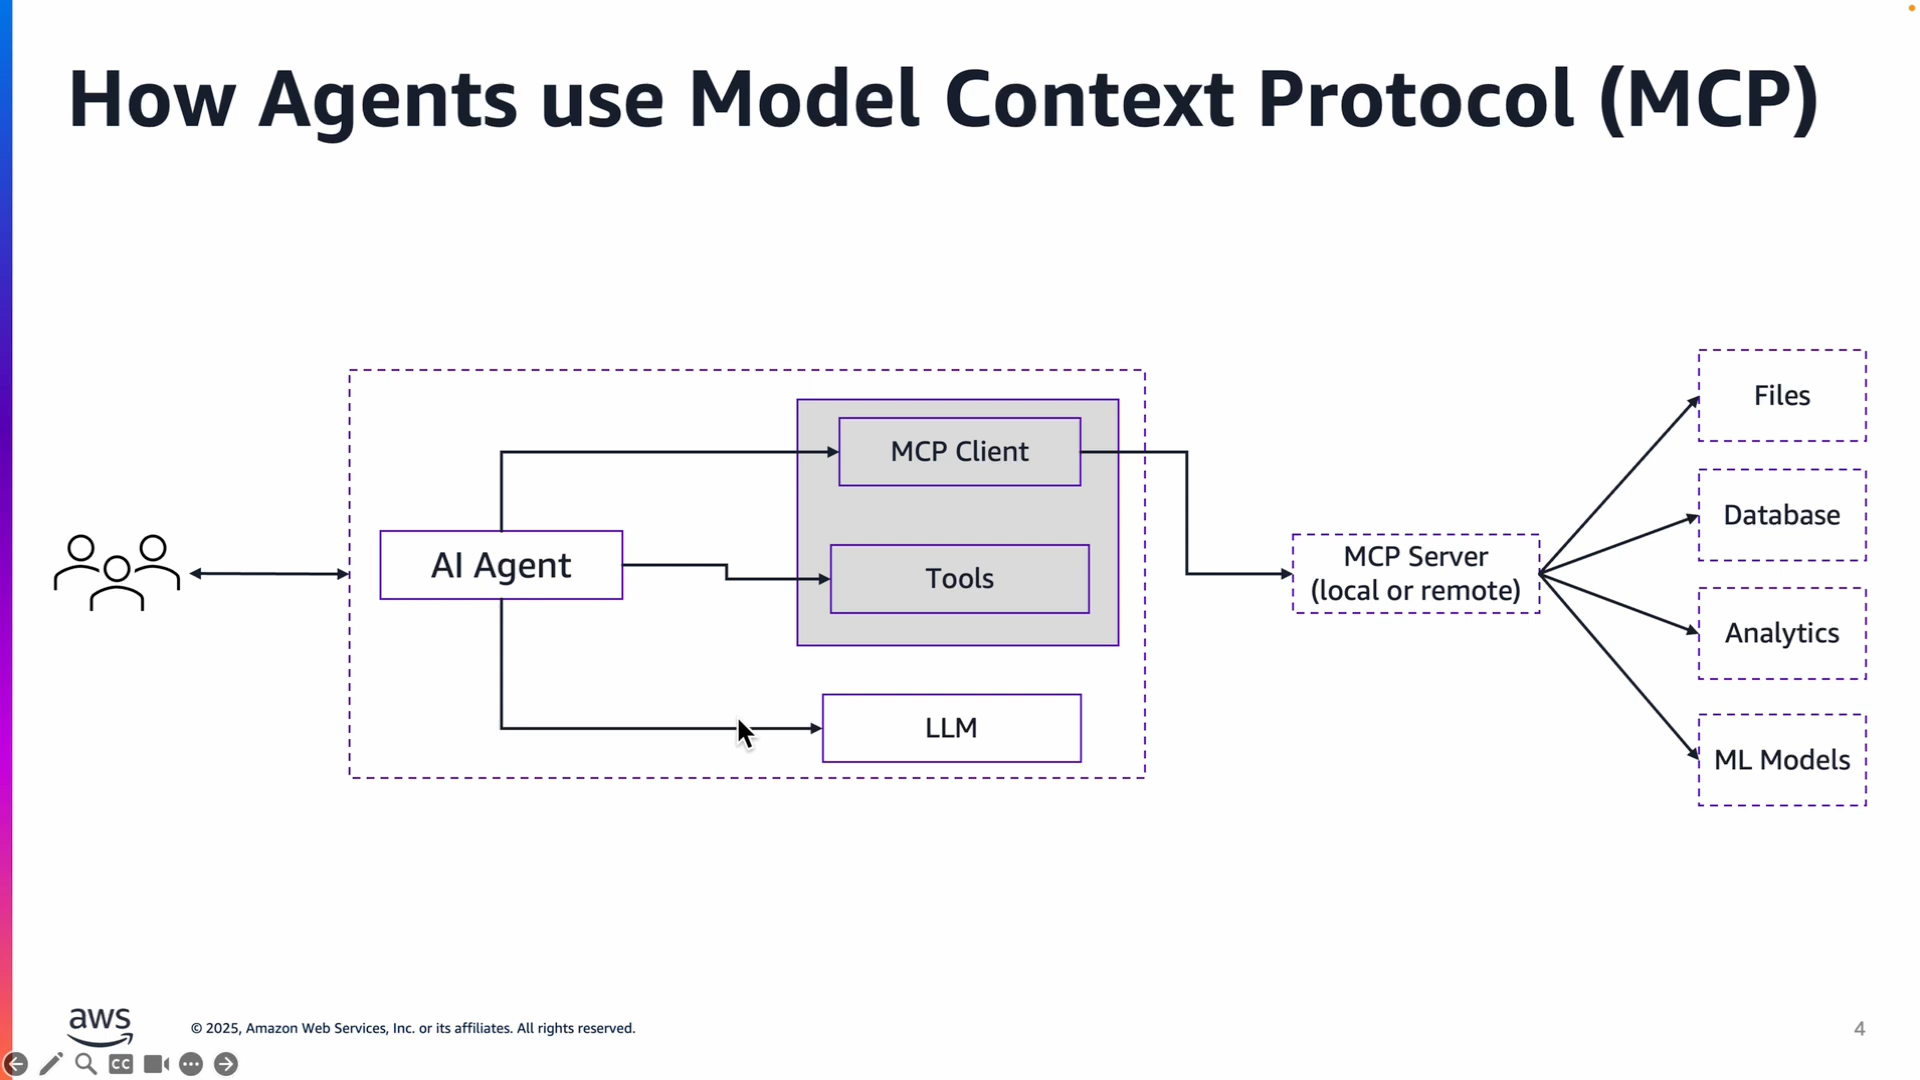 How Agents use Model Context Protocol (MCP)
Files
MCP Client
Database
AI Agent
Tools
MCP Server
(local or remote)
Analytics
LLM
ML Models
aws
© 2025, Amazon Web Services, Inc. or its affiliates. All rights reserved.
4
CC